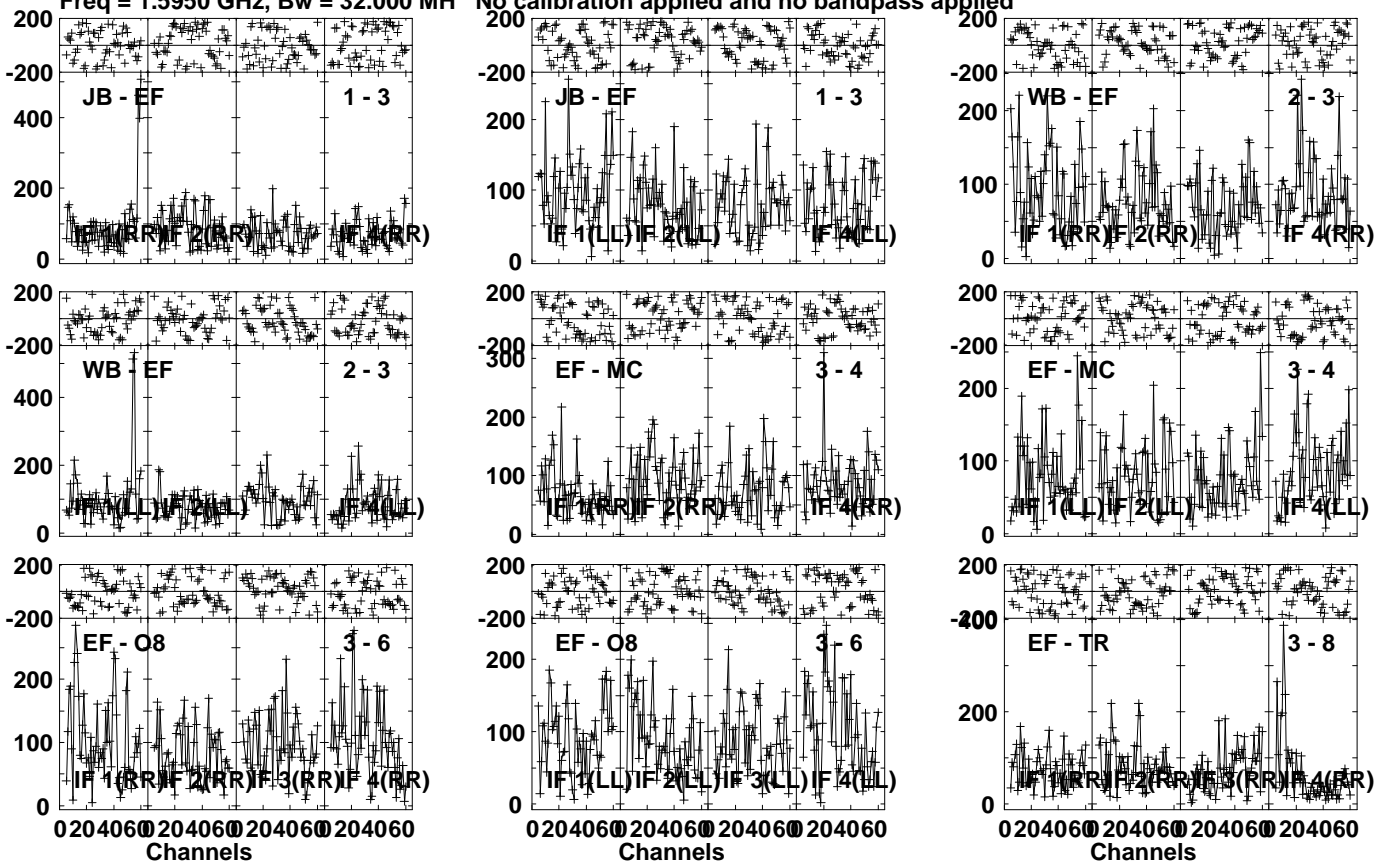 Freq = 1.5950 GHz, Bw = 32.000 MH No calibration applied and no bandpass applied
200
-200
JB - EF 1 - 3
400
200
0
IF 1(RR) IF 2(RR) IF 4(RR)
200
-200
JB - EF 1 - 3
200
100
0
IF 1(LL) IF 2(LL) IF 4(LL)
200
-200
WB - EF 2 - 3
200
100
0
IF 1(RR) IF 2(RR) IF 4(RR)
200
-200
WB - EF 2 - 3
400
200
0
IF 1(LL) IF 2(LL) IF 4(LL)
200
-200
300
EF - MC 3 - 4
200
100
0
IF 1(RR) IF 2(RR) IF 4(RR)
200
-200
EF - MC 3 - 4
200
100
0
IF 1(LL) IF 2(LL) IF 4(LL)
200
-200
EF - O8 3 - 6
200
100
0
IF 1(RR) IF 2(RR) IF 3(RR) IF 4(RR)
0 20 40 60 0 20 40 60 0 20 40 60 0 20 40 60
Channels
200
-200
EF - O8 3 - 6
200
100
0
IF 1(LL) IF 2(LL) IF 3(LL) IF 4(LL)
0 20 40 60 0 20 40 60 0 20 40 60 0 20 40 60
Channels
200
-200
400
EF - TR 3 - 8
200
0
IF 1(RR) IF 2(RR) IF 3(RR) IF 4(RR)
0 20 40 60 0 20 40 60 0 20 40 60 0 20 40 60
Channels